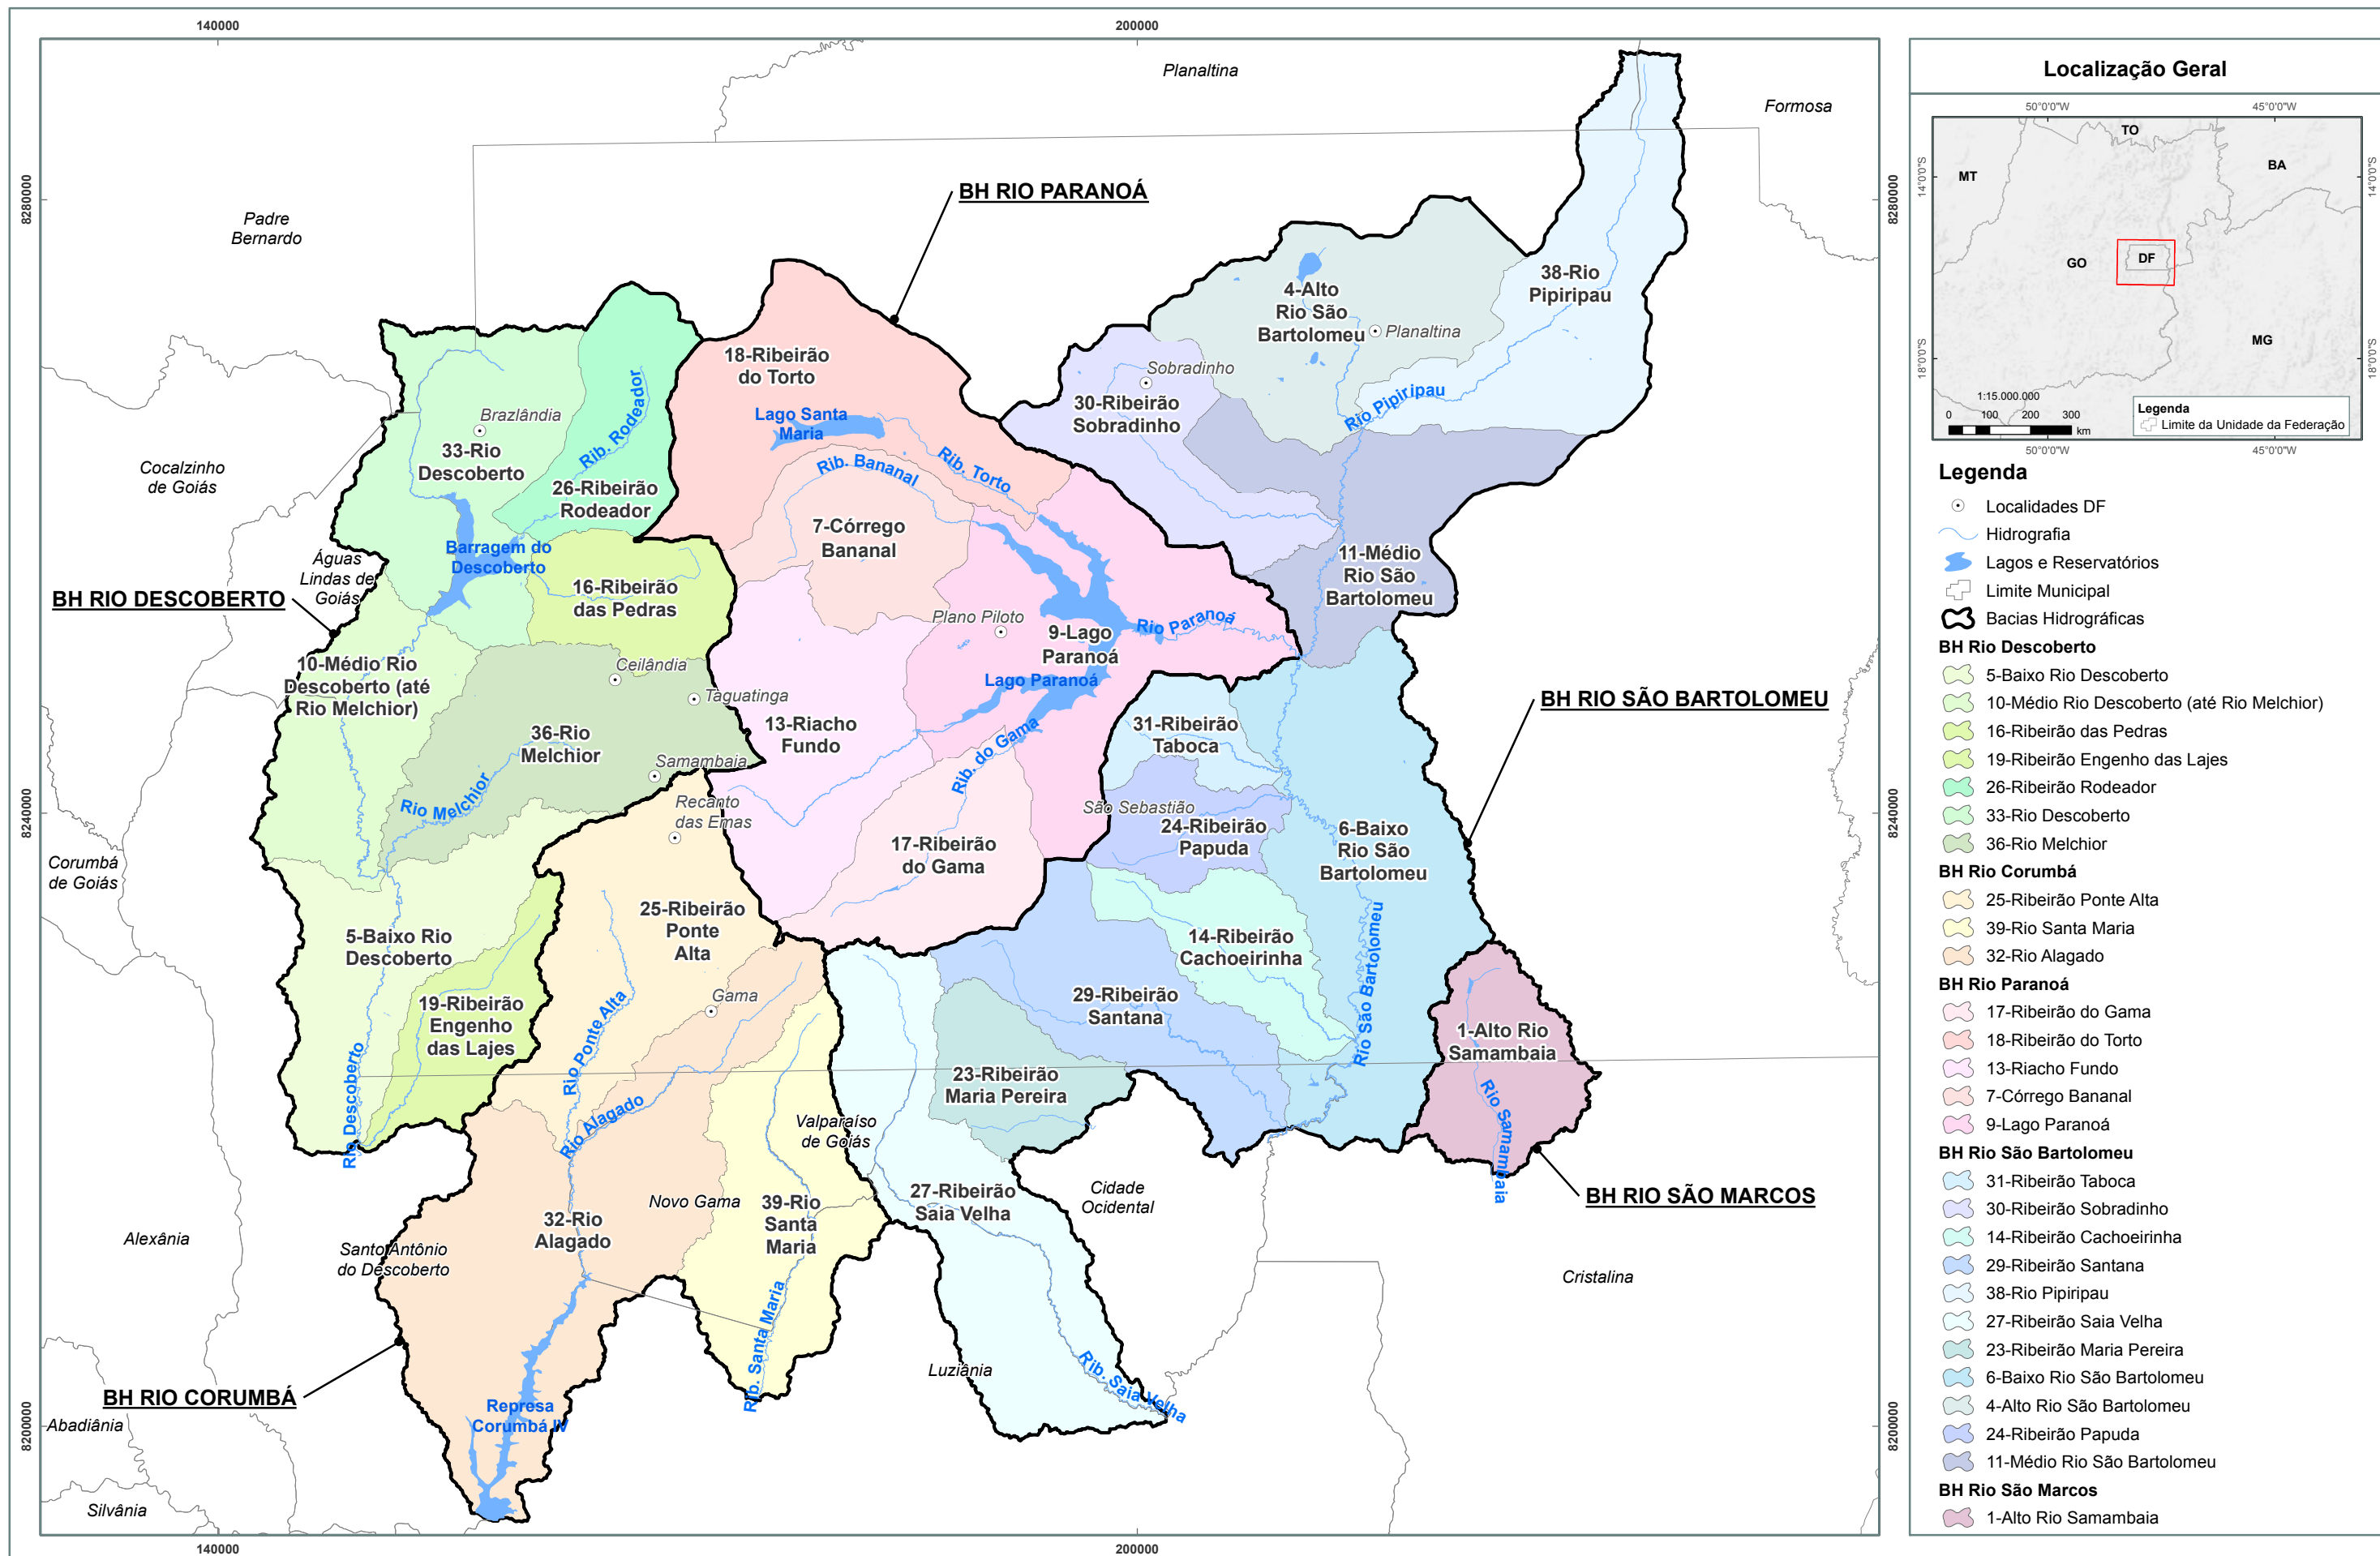 140000
200000
Planaltina
Formosa
8280000
8280000
BH RIO PARANOÁ
Padre
Bernardo
38-Rio
Pipiripau
4-Alto
Rio São
Bartolomeu
Planaltina
18-Ribeirão
do Torto
Sobradinho
30-Ribeirão
Sobradinho
Rio Pipiripau
Rib. Rodeador
Brazlândia
Lago Santa
Maria
33-Rio
Descoberto
Rib. Bananal
Rib. Torto
Cocalzinho
de Goiás
26-Ribeirão
Rodeador
7-Córrego
Bananal
Barragem do
Descoberto
11-Médio
Rio São
Bartolomeu
Águas
Lindas de
Goiás
16-Ribeirão
das Pedras
BH RIO DESCOBERTO
Plano Piloto
Rio Paranoá
9-Lago
Paranoá
Lago Paranoá
10-Médio Rio
Descoberto (até
Rio Melchior)
Ceilândia
Taguatinga
BH RIO SÃO BARTOLOMEU
13-Riacho
Fundo
31-Ribeirão
Taboca
36-Rio
Melchior
Rib. do Gama
Samambaia
Rio Melchior
Recanto
das Emas
São Sebastião
24-Ribeirão
Papuda
6-Baixo
Rio São
Bartolomeu
8240000
8240000
17-Ribeirão
do Gama
Corumbá
de Goiás
25-Ribeirão
Ponte
Alta
5-Baixo Rio
Descoberto
14-Ribeirão
Cachoeirinha
Rio São Bartolomeu
Gama
29-Ribeirão
Santana
19-Ribeirão
Engenho
das Lajes
Rio Ponte Alta
1-Alto Rio
Samambaia
Rio Descoberto
23-Ribeirão
Maria Pereira
Rio Alagado
Valparaíso
de Goiás
Rio Samambaia
BH RIO SÃO MARCOS
Cidade
Ocidental
27-Ribeirão
Saia Velha
Novo Gama
39-Rio
Santa
Maria
32-Rio
Alagado
Alexânia
Santo Antônio
do Descoberto
Cristalina
Rib. Santa Maria
Luziânia
Rib. Saia Velha
BH RIO CORUMBÁ
Represa
Corumbá IV
Abadiânia
8200000
8200000
Silvânia
140000
200000
Localização Geral
50°0'0"W
45°0'0"W
14°0'0"S
14°0'0"S
TO
MT
BA
GO
DF
MG
18°0'0"S
18°0'0"S
1:15.000.000
0 100 200 300
km
Legenda
Limite da Unidade da Federação
50°0'0"W
45°0'0"W
Legenda
Localidades DF
Hidrografia
Lagos e Reservatórios
Limite Municipal
Bacias Hidrográficas
BH Rio Descoberto
5-Baixo Rio Descoberto
10-Médio Rio Descoberto (até Rio Melchior)
16-Ribeirão das Pedras
19-Ribeirão Engenho das Lajes
26-Ribeirão Rodeador
33-Rio Descoberto
36-Rio Melchior
BH Rio Corumbá
25-Ribeirão Ponte Alta
39-Rio Santa Maria
32-Rio Alagado
BH Rio Paranoá
17-Ribeirão do Gama
18-Ribeirão do Torto
13-Riacho Fundo
7-Córrego Bananal
9-Lago Paranoá
BH Rio São Bartolomeu
31-Ribeirão Taboca
30-Ribeirão Sobradinho
14-Ribeirão Cachoeirinha
29-Ribeirão Santana
38-Rio Pipiripau
27-Ribeirão Saia Velha
23-Ribeirão Maria Pereira
6-Baixo Rio São Bartolomeu
4-Alto Rio São Bartolomeu
24-Ribeirão Papuda
11-Médio Rio São Bartolomeu
BH Rio São Marcos
1-Alto Rio Samambaia